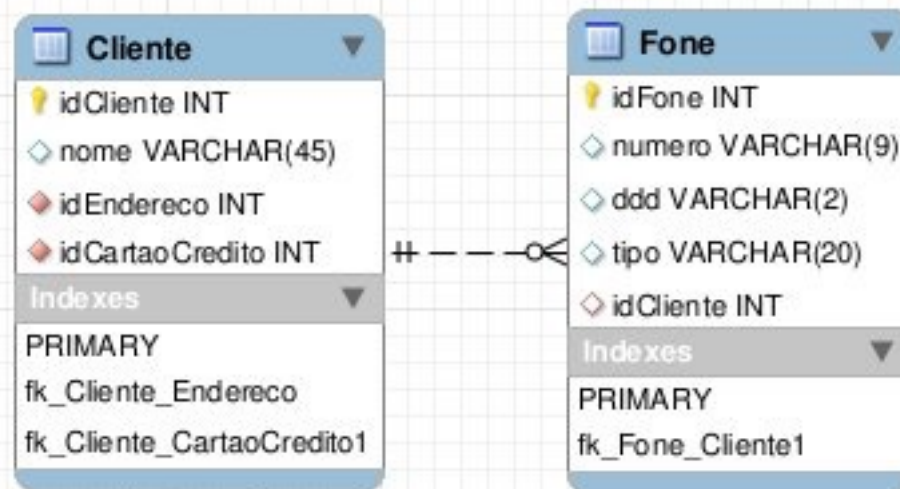 Cliente
idCliente INT
nome VARCHAR(45)
idEndereco INT
idCartaoCredito INT
Indexes
PRIMARY
fk_Cliente_Endereco
fk_Cliente_CartaoCredito1
Fone
idFone INT
numero VARCHAR(9)
ddd VARCHAR(2)
tipo VARCHAR(20)
idCliente INT
Indexes
PRIMARY
fk_Fone_Cliente1